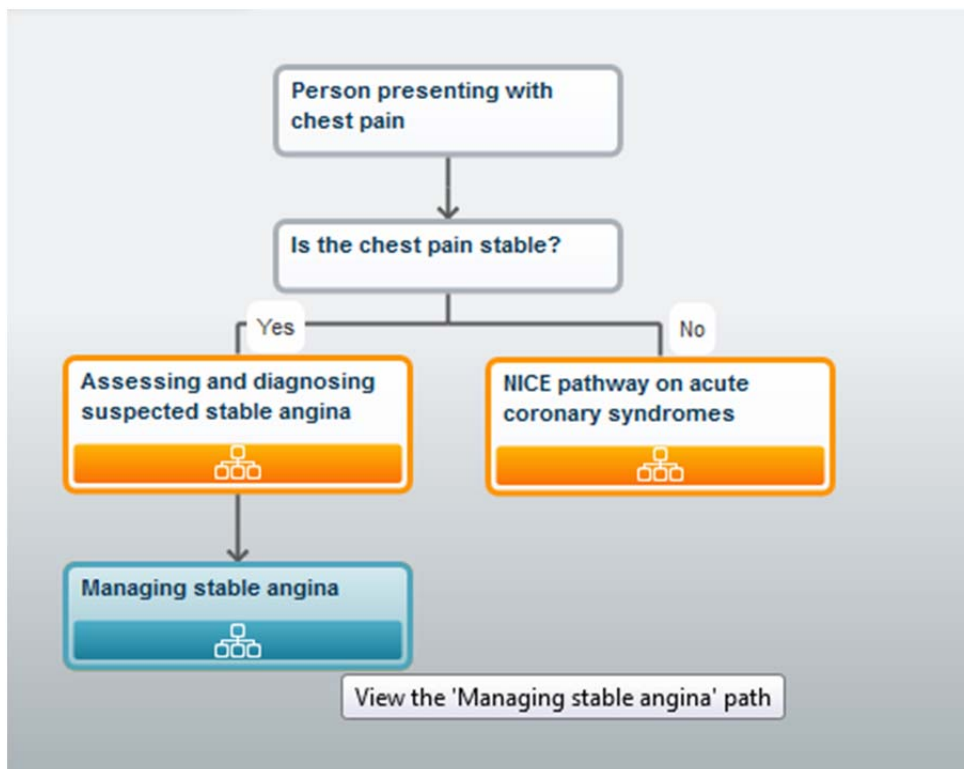 Person presenting with
chest pain
Is the chest pain stable?
Yes
No
Assessing and diagnosing
suspected stable angina
NICE pathway on acute
coronary syndromes
Managing stable angina
View the 'Managing stable angina' path